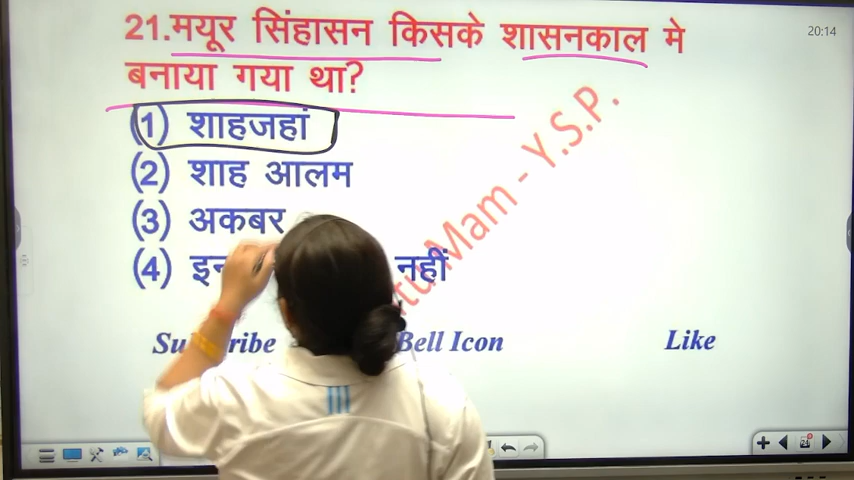 21.मयूर सिंहासन किसके शासनकाल मे
बनाया गया था?
(1) शाहजहां
(2) शाह आलम
(3) अकबर
(4) नहीं
Mam - Y.S.P.
Bell Icon Like
20:14